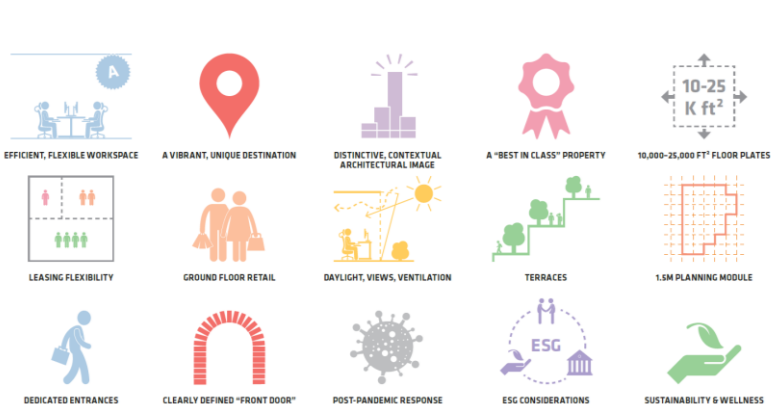 A
10-25
K ft²
EFFICIENT, FLEXIBLE WORKSPACE
A VIBRANT, UNIQUE DESTINATION
DISTINCTIVE, CONTEXTUAL
ARCHITECTURAL IMAGE
A “BEST IN CLASS” PROPERTY
10,000–25,000 FT² FLOOR PLATES
LEASING FLEXIBILITY
GROUND FLOOR RETAIL
DAYLIGHT, VIEWS, VENTILATION
TERRACES
1.5M PLANNING MODULE
ESG
DEDICATED ENTRANCES
CLEARLY DEFINED “FRONT DOOR”
POST-PANDEMIC RESPONSE
ESG CONSIDERATIONS
SUSTAINABILITY & WELLNESS